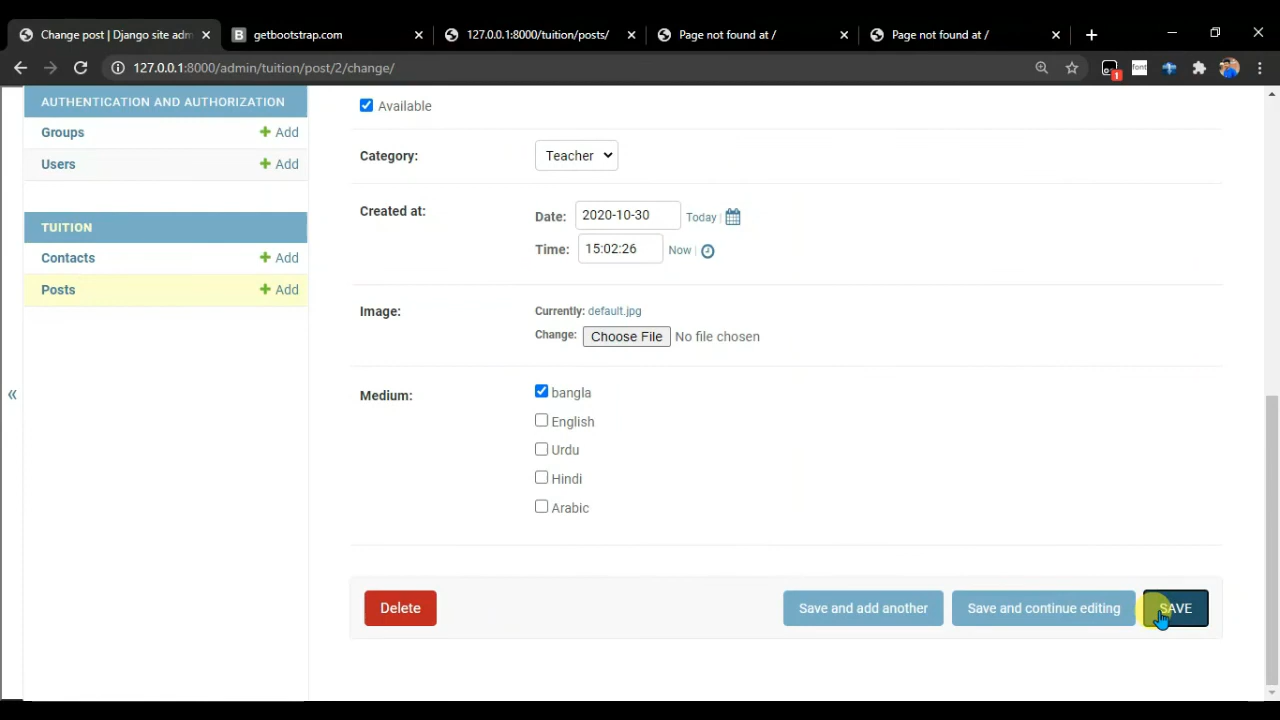 Change post | Django site adm
getbootstrap.com
127.0.0.1:8000/tuition/posts/
Page not found at /
Page not found at /
127.0.0.1:8000/admin/tuition/post/2/change/
font
1
AUTHENTICATION AND AUTHORIZATION
Groups + Add
Users + Add
TUITION
Contacts + Add
Posts + Add
«
Available
Category: Teacher
Created at: Date: 2020-10-30 Today |
Time: 15:02:26 Now |
Image: Currently: default.jpg
Change: Choose File No file chosen
Medium: bangla
English
Urdu
Hindi
Arabic
Delete Save and add another Save and continue editing SAVE